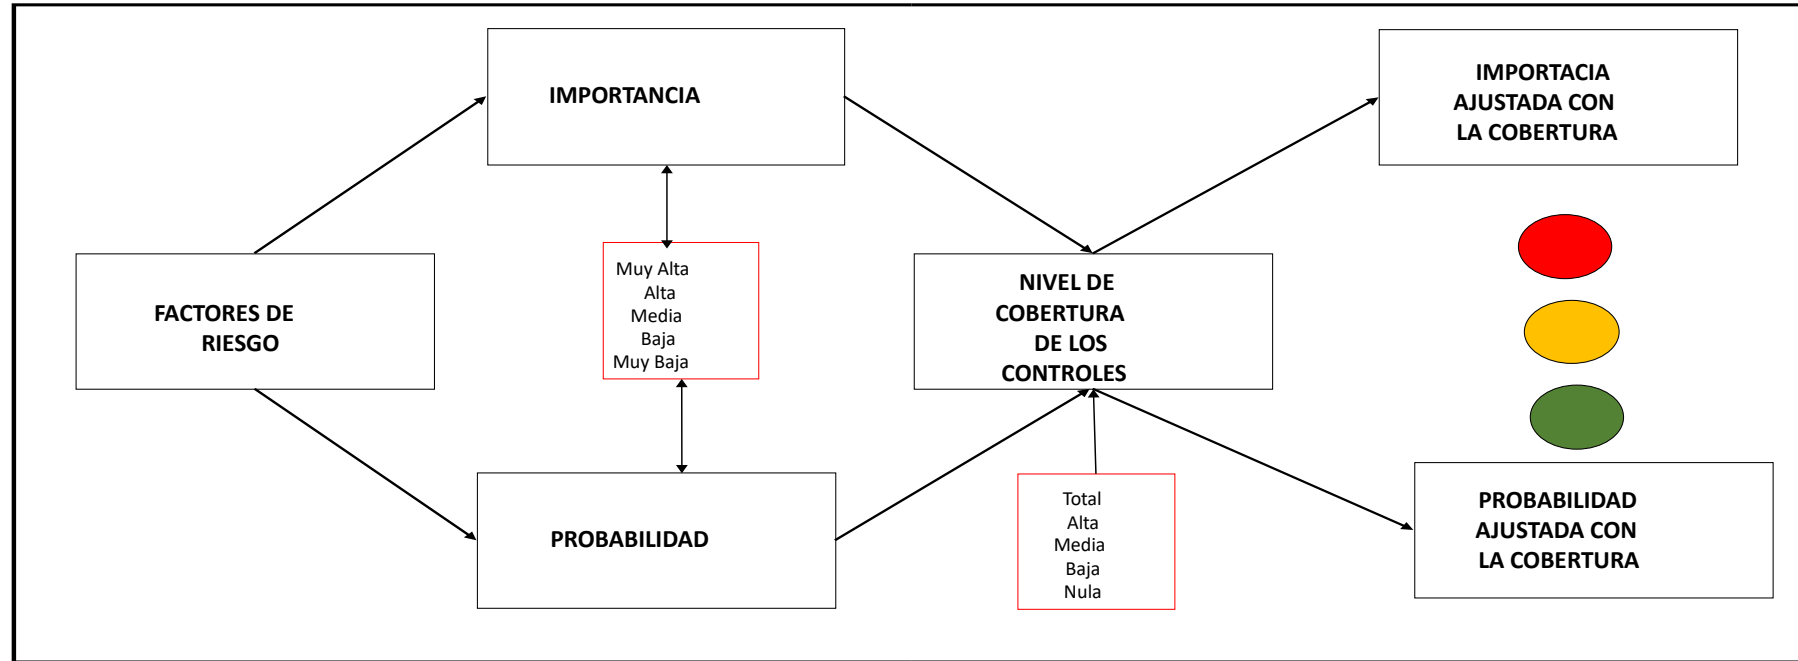 IMPORTANCIA
IMPORTACIA
AJUSTADA CON
LA COBERTURA
FACTORES DE
RIESGO
Muy Alta
Alta
Media
Baja
Muy Baja
NIVEL DE
COBERTURA
DE LOS
CONTROLES
PROBABILIDAD
Total
Alta
Media
Baja
Nula
PROBABILIDAD
AJUSTADA CON
LA COBERTURA